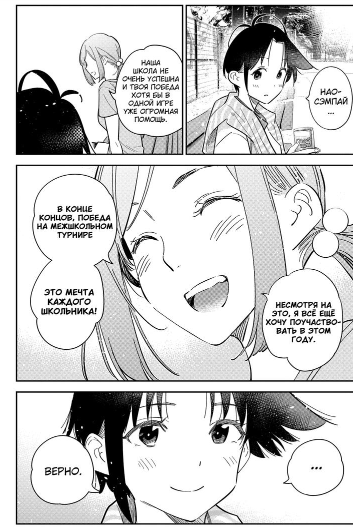 НАО-
СЭМПАЙ
...
НАША
ШКОЛА НЕ
ОЧЕНЬ УСПЕШНА
И ТВОЯ ПОБЕДА
ХОТЯ БЫ В
ОДНОЙ ИГРЕ
УЖЕ ОГРОМНАЯ
ПОМОЩЬ.
НЕСМОТРЯ НА
ЭТО, Я ВСЁ ЕЩЁ
ХОЧУ ПОУЧАСТВО-
ВАТЬ В ЭТОМ
ГОДУ.
В КОНЦЕ
КОНЦОВ, ПОБЕДА
НА МЕЖШКОЛЬНОМ
ТУРНИРЕ
ЭТО МЕЧТА
КАЖДОГО
ШКОЛЬНИКА!
...
ВЕРНО.